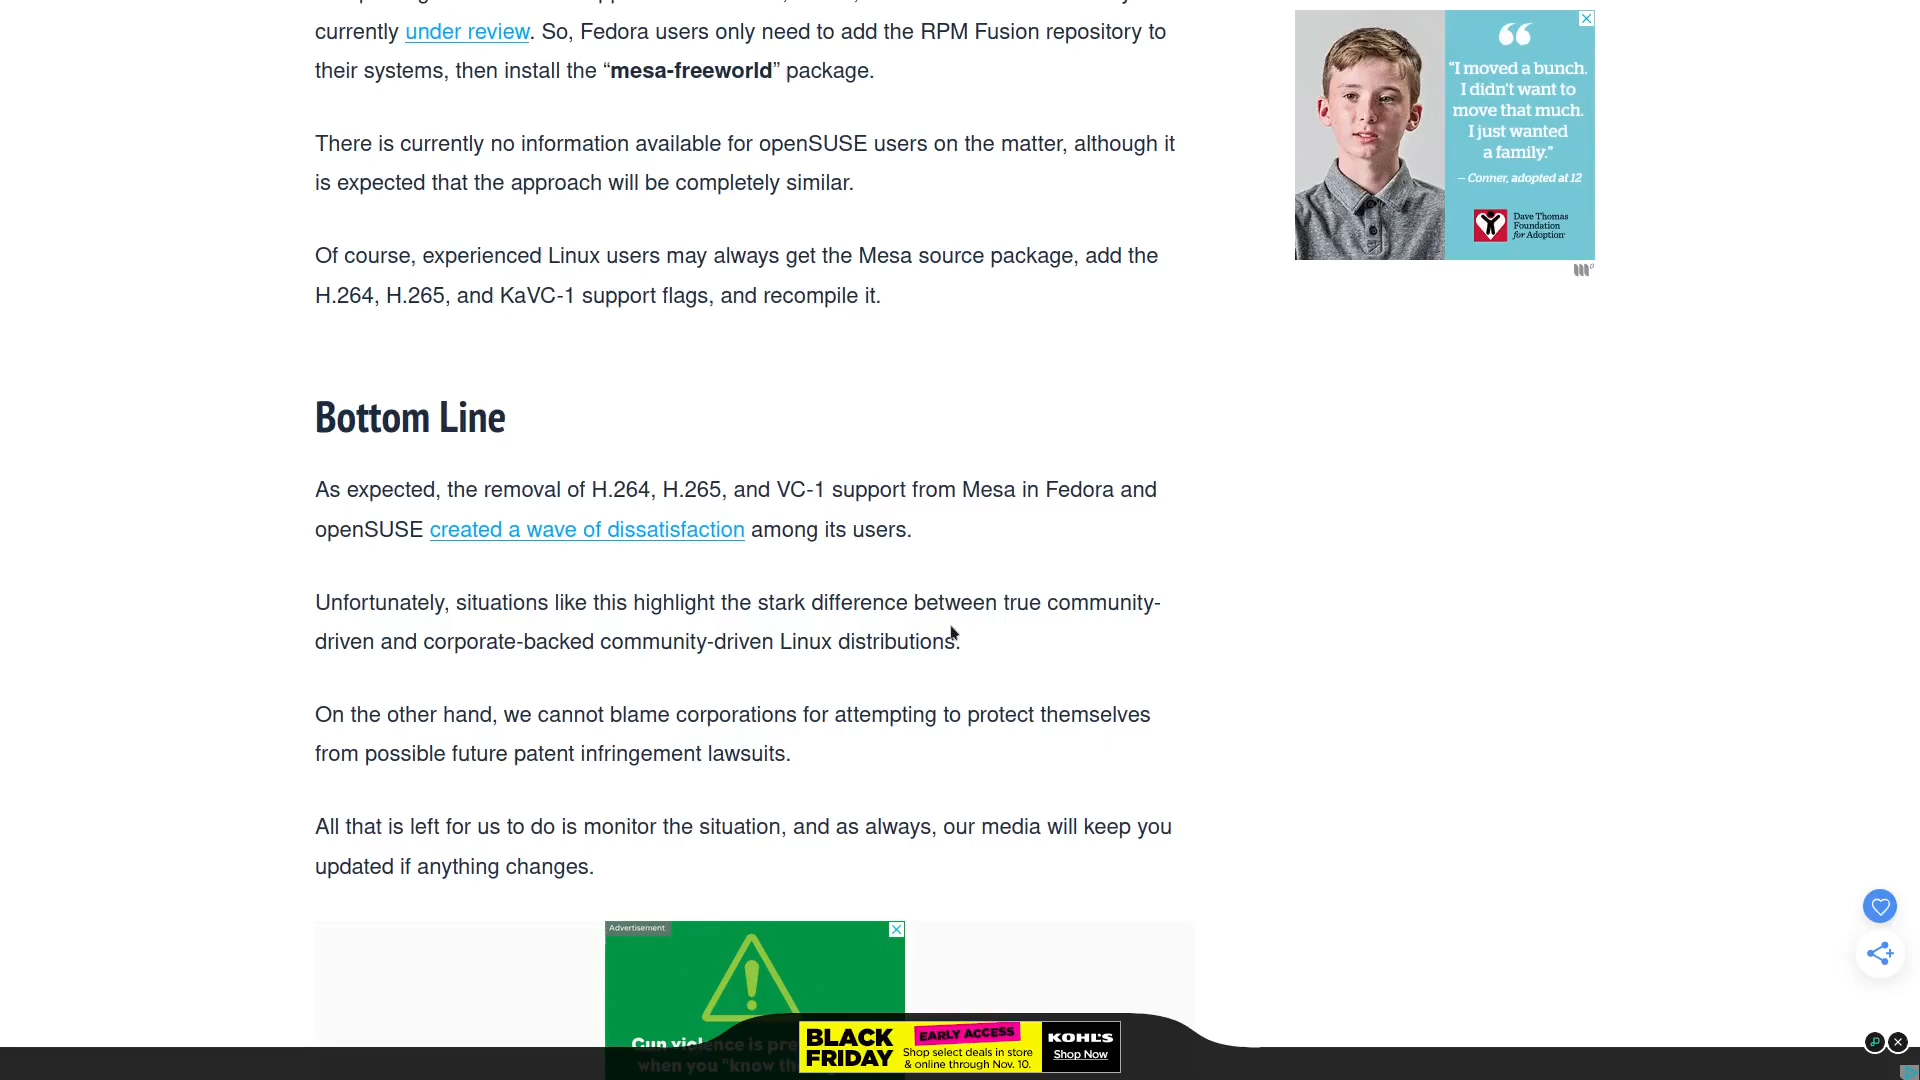 currently under review. So, Fedora users only need to add the RPM Fusion repository to
their systems, then install the “mesa-freeworld” package.
There is currently no information available for openSUSE users on the matter, although it
is expected that the approach will be completely similar.
Of course, experienced Linux users may always get the Mesa source package, add the
H.264, H.265, and KaVC-1 support flags, and recompile it.
Bottom Line
As expected, the removal of H.264, H.265, and VC-1 support from Mesa in Fedora and
openSUSE created a wave of dissatisfaction among its users.
Unfortunately, situations like this highlight the stark difference between true community-
driven and corporate-backed community-driven Linux distributions.
On the other hand, we cannot blame corporations for attempting to protect themselves
from possible future patent infringement lawsuits.
All that is left for us to do is monitor the situation, and as always, our media will keep you
updated if anything changes.
“I moved a bunch.
I didn't want to
move that much.
I just wanted
a family.”
– Conner, adopted at 12
Dave Thomas
Foundation
for Adoption
Advertisement
Gun violence is pre
when you "know th
BLACK
FRIDAY
EARLY ACCESS
Shop select deals in store
& online through Nov. 10.
KOHL'S
Shop Now